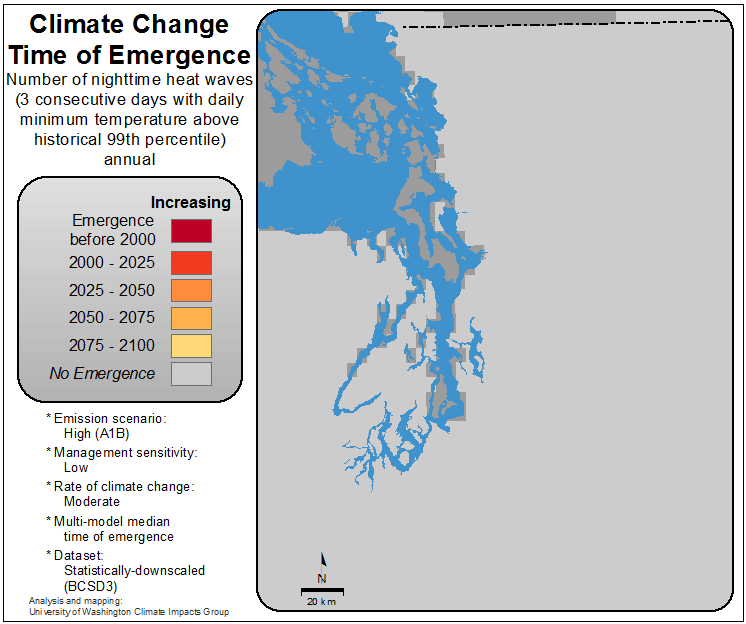 Climate Change
Time of Emergence
Number of nighttime heat waves
(3 consecutive days with daily
minimum temperature above
historical 99th percentile)
annual
Increasing
Emergence
before 2000
2000 - 2025
2025 - 2050
2050 - 2075
2075 - 2100
No Emergence
* Emission scenario:
High (A1B)
* Management sensitivity:
Low
* Rate of climate change:
Moderate
* Multi-model median
time of emergence
* Dataset:
Statistically-downscaled
(BCSD3)
Analysis and mapping:
University of Washington Climate Impacts Group
N
20 km